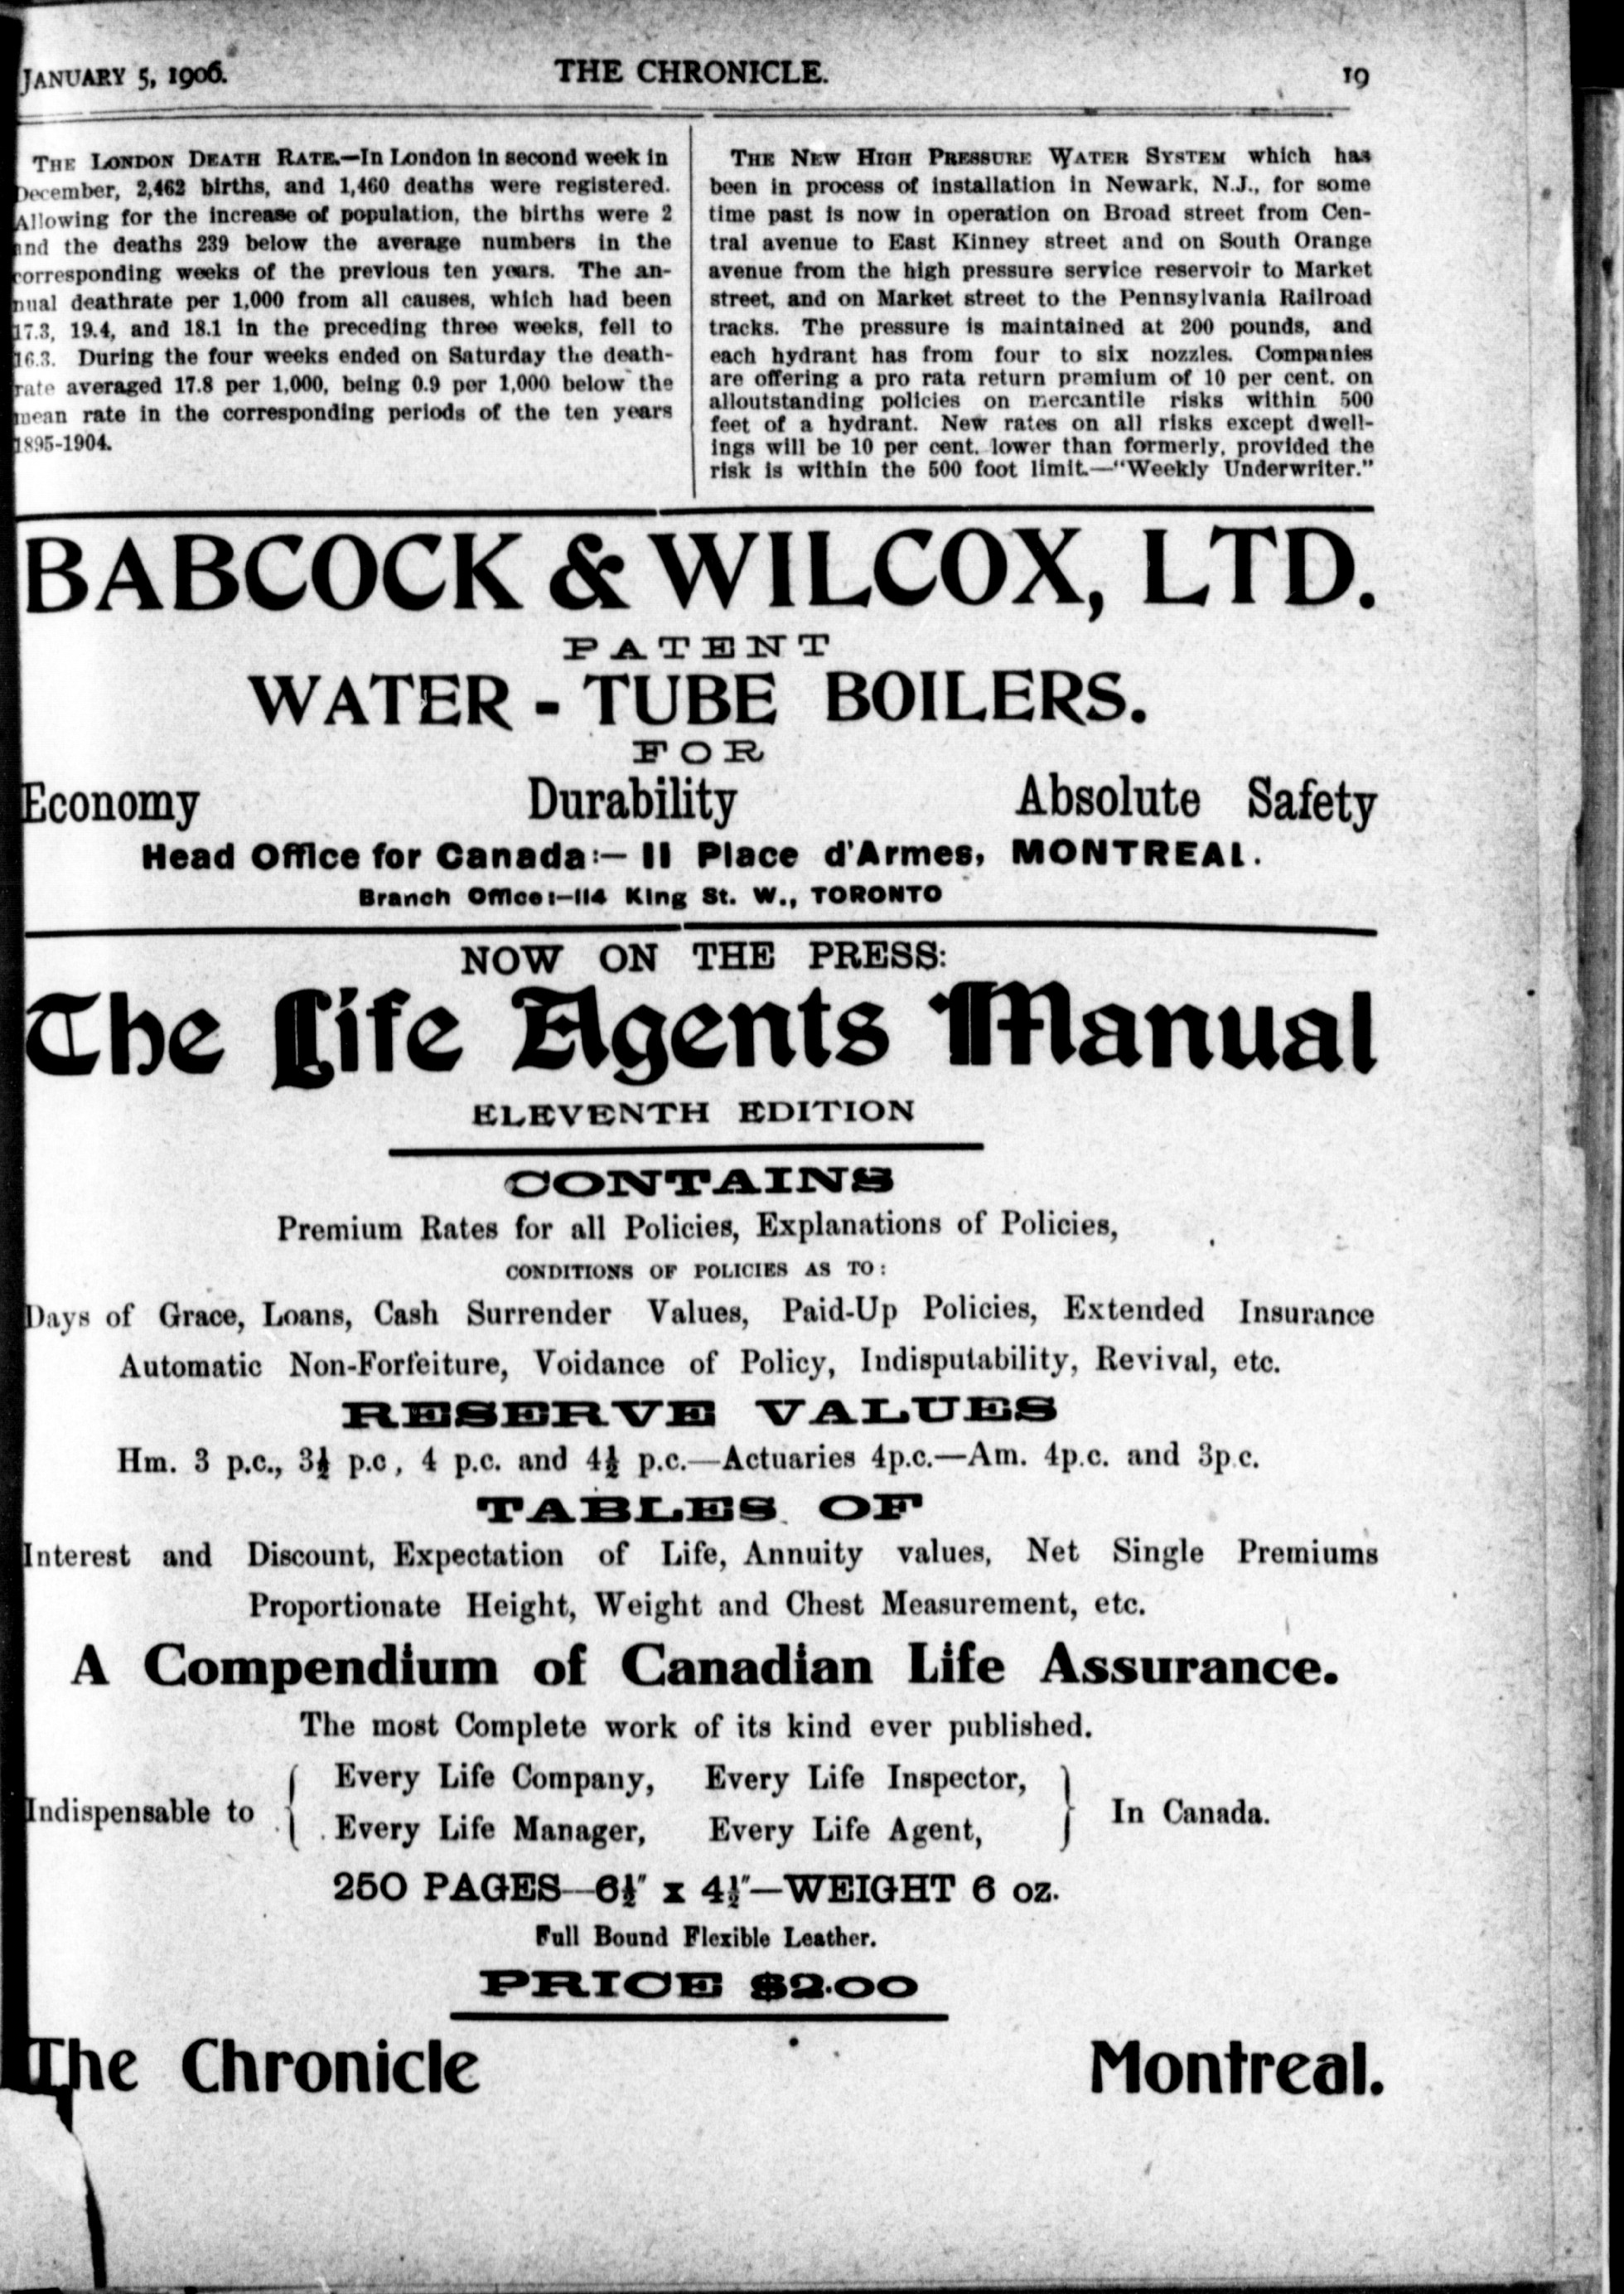 JANUARY 5, 1906. THE CHRONICLE. 19
THE LONDON DEATH RATE.—In London in second week in
December, 2,462 births, and 1,460 deaths were registered.
Allowing for the increase of population, the births were 2
and the deaths 239 below the average numbers in the
corresponding weeks of the previous ten years. The an-
nual deathrate per 1,000 from all causes, which had been
17.3, 19.4, and 18.1 in the preceding three weeks, fell to
16.3. During the four weeks ended on Saturday the death-
rate averaged 17.8 per 1,000, being 0.9 per 1,000 below the
mean rate in the corresponding periods of the ten years
1895-1904.
THE NEW HIGH PRESSURE WATER SYSTEM which has
been in process of installation in Newark, N.J., for some
time past is now in operation on Broad street from Cen-
tral avenue to East Kinney street and on South Orange
avenue from the high pressure service reservoir to Market
street, and on Market street to the Pennsylvania Railroad
tracks. The pressure is maintained at 200 pounds, and
each hydrant has from four to six nozzles. Companies
are offering a pro rata return premium of 10 per cent. on
alloutstanding policies on mercantile risks within 500
feet of a hydrant. New rates on all risks except dwell-
ings will be 10 per cent. lower than formerly, provided the
risk is within the 500 foot limit.—"Weekly Underwriter."
BABCOCK & WILCOX, LTD.
PATENT
WATER - TUBE BOILERS.
FOR
Economy Durability Absolute Safety
Head Office for Canada:— 11 Place d'Armes, MONTREAL.
Branch Office:—114 King St. W., TORONTO
NOW ON THE PRESS:
The Life Agents Manual
ELEVENTH EDITION
CONTAINS
Premium Rates for all Policies, Explanations of Policies,
CONDITIONS OF POLICIES AS TO:
Days of Grace, Loans, Cash Surrender Values, Paid-Up Policies, Extended Insurance
Automatic Non-Forfeiture, Voidance of Policy, Indisputability, Revival, etc.
RESERVE VALUES
Hm. 3 p.c., 3½ p.c, 4 p.c. and 4½ p.c.—Actuaries 4p.c.—Am. 4p.c. and 3p.c.
TABLES OF
Interest and Discount, Expectation of Life, Annuity values, Net Single Premiums
Proportionate Height, Weight and Chest Measurement, etc.
A Compendium of Canadian Life Assurance.
The most Complete work of its kind ever published.
Indispensable to { Every Life Company, Every Life Inspector,
Every Life Manager, Every Life Agent, } In Canada.
250 PAGES—6½" x 4½"—WEIGHT 6 oz.
Full Bound Flexible Leather.
PRICE $2.00
The Chronicle Montreal.